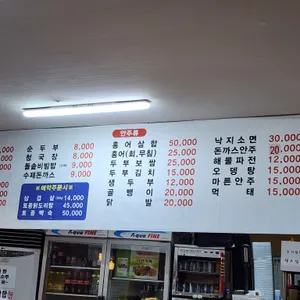 순두부 8,000
청국장 8,000
돌솥비빔밥 9,000
수제돈까스 9,000
※예약주문시※
삼겹살 14,000
토종닭도리탕 45,000
토종백숙 50,000
안주류
홍어삼합 50,000
홍어(회,무침) 25,000
두부보쌈 25,000
두부김치 15,000
생두부 12,000
골뱅이 20,000
닭발 20,000
낙지소면 30,000
돈까스안주 20,000
해물파전 12,000
오뎅탕 15,000
마른안주 15,000
먹태 15,000
Aqua FINE
Aqua FINE